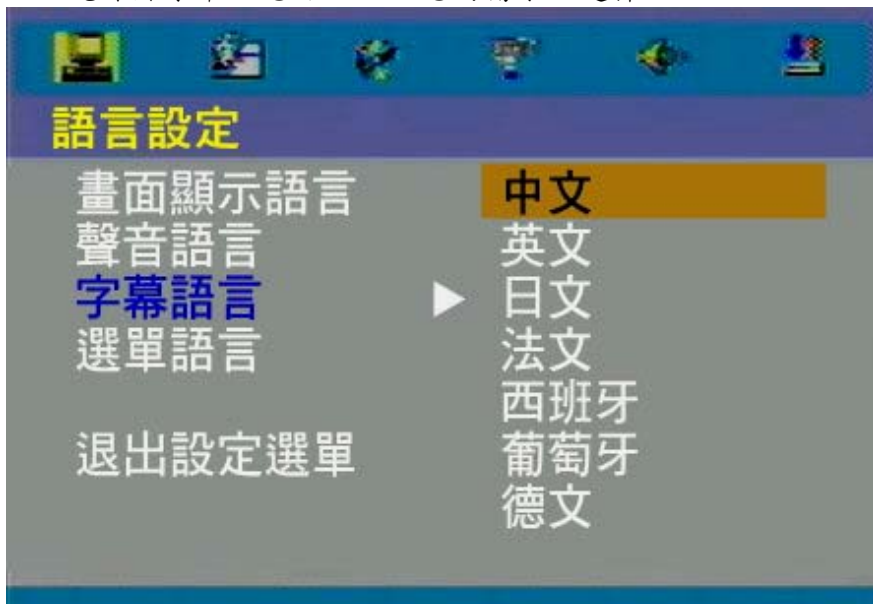 語言設定
畫面顯示語言
聲音語言
字幕語言
選單語言
退出設定選單
中文
英文
日文
法文
西班牙
葡萄牙
德文